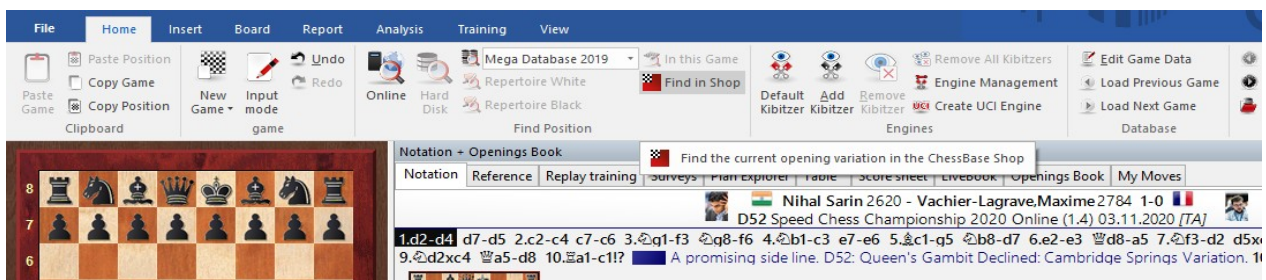 File Home Insert Board Report Analysis Training View
Paste Game
Paste Position
Copy Game
Copy Position
Clipboard
New Game
Input mode
Undo
Redo
game
Online
Hard Disk
Mega Database 2019
Repertoire White
Repertoire Black
In this Game
Find in Shop
Find Position
Default Kibitzer
Add Kibitzer
Remove Kibitzer
Remove All Kibitzers
Engine Management
UCI Create UCI Engine
Engines
Edit Game Data
Load Previous Game
Load Next Game
Database
Notation + Openings Book
Find the current opening variation in the ChessBase Shop
Notation Reference Replay training Surveys Plan Explorer Table Score sheet LiveBook Openings Book My Moves
Nihal Sarin 2620 - Vachier-Lagrave,Maxime 2784 1-0
D52 Speed Chess Championship 2020 Online (1.4) 03.11.2020 [TA]
1.d2-d4 d7-d5 2.c2-c4 c7-c6 3.♘g1-f3 ♘g8-f6 4.♘b1-c3 e7-e6 5.♗c1-g5 ♘b8-d7 6.e2-e3 ♕d8-a5 7.♘f3-d2 d5xc
9.♘d2xc4 ♕a5-d8 10.♖a1-c1!? A promising side line. D52: Queen's Gambit Declined: Cambridge Springs Variation. 1
8
7
6